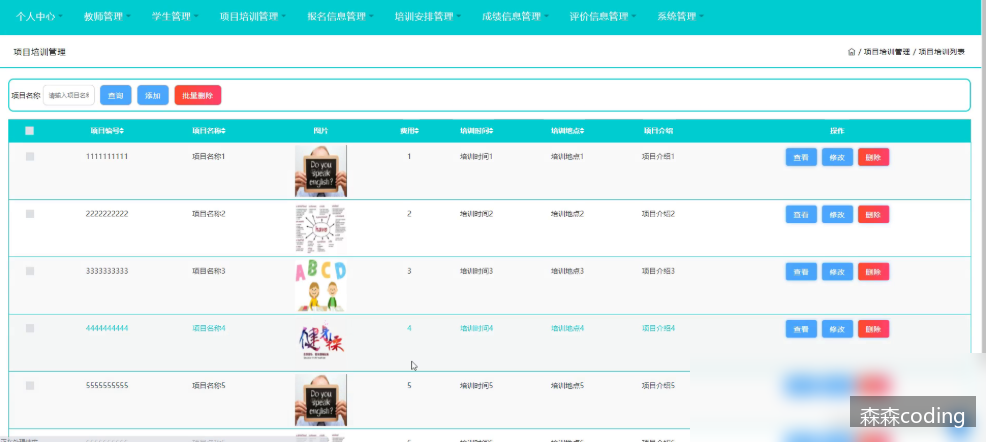 个人中心 教师管理 学生管理 项目培训管理 报名信息管理 培训安排管理 成绩信息管理 评价信息管理 系统管理
项目培训管理 / 项目培训管理 / 项目培训列表
项目名称 请输入项目名称 查询 添加 批量删除
项目编号 项目名称 图片 费用 培训时间 培训地点 项目介绍 操作
1111111111 项目名称1 Do you speak english? 1 培训时间1 培训地点1 项目介绍1 查看 修改 删除
2222222222 项目名称2 have 2 培训时间2 培训地点2 项目介绍2 查看 修改 删除
3333333333 项目名称3 ABCD 3 培训时间3 培训地点3 项目介绍3 查看 修改 删除
4444444444 项目名称4 健身操 4 培训时间4 培训地点4 项目介绍4 查看 修改 删除
5555555555 项目名称5 Do you speak english? 5 培训时间5 培训地点5 项目介绍5
森森coding